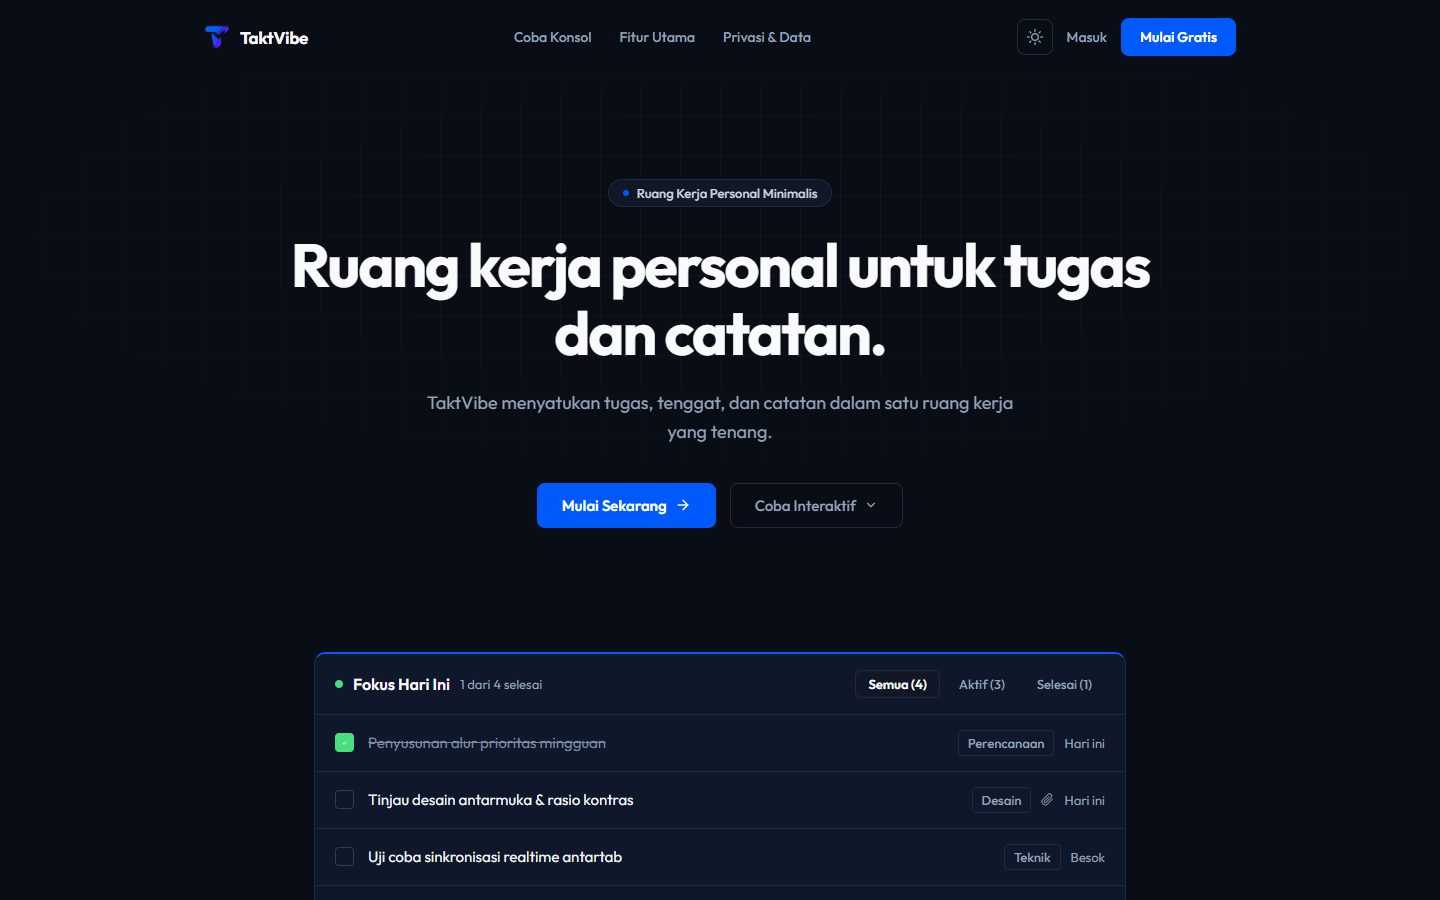 TaktVibe
Coba Konsol
Fitur Utama
Privasi & Data
Masuk
Mulai Gratis
Ruang Kerja Personal Minimalis
Ruang kerja personal untuk tugas
dan catatan.
TaktVibe menyatukan tugas, tenggat, dan catatan dalam satu ruang kerja
yang tenang.
Mulai Sekarang
Coba Interaktif
Fokus Hari Ini 1 dari 4 selesai
Semua (4)
Aktif (3)
Selesai (1)
Penyusunan alur prioritas mingguan
Perencanaan
Hari ini
Tinjau desain antarmuka & rasio kontras
Desain
Hari ini
Uji coba sinkronisasi realtime antartab
Teknik
Besok